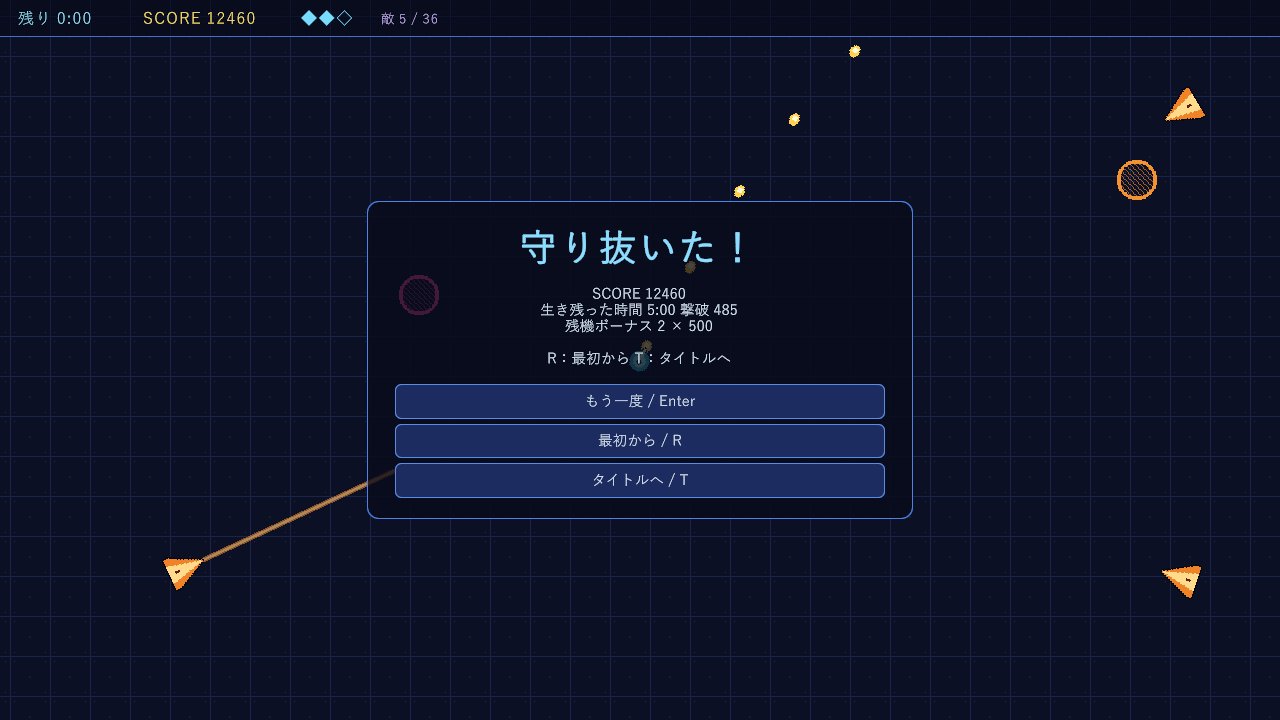 残り 0:00 SCORE 12460 敵 5 / 36
守り抜いた！
SCORE 12460
生き残った時間 5:00 撃破 485
残機ボーナス 2 × 500
R：最初から T：タイトルへ
もう一度 / Enter
最初から / R
タイトルへ / T